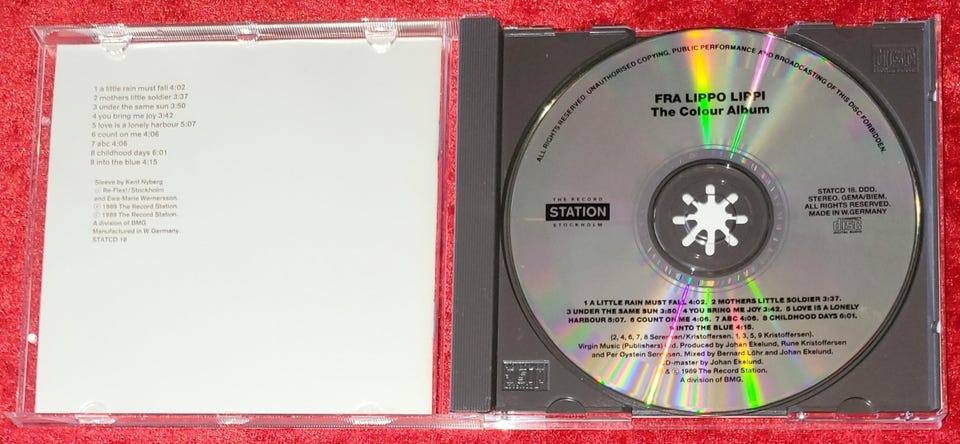 1 a little rain must fall 4:02
2 mothers little soldier 3:37
3 under the same sun 3:50
4 you bring me joy 3:42
5 love is a lonely harbour 5:07
6 count on me 4:06
7 abc 4:06
8 childhood days 6:01
8 into the blue 4:15
Sleeve by Kent Nyberg
Re-Flex!/Stockholm
and Ewa-Marie Wernersson.
℗ 1989 The Record Station.
© 1989 The Record Station.
A division of BMG
Manufactured in W.Germany.
STATCD 18
ALL RIGHTS RESERVED. UNAUTHORISED COPYING, PUBLIC PERFORMANCE AND BROADCASTING OF THIS DISC FORBIDDEN.
FRA LIPPO LIPPI
The Colour Album
THE RECORD
STATION
STOCKHOLM
STATCD 18. DDD.
STEREO. GEMA/BIEM.
ALL RIGHTS RESERVED.
MADE IN W.GERMANY
COMPACT
disc
DIGITAL AUDIO
1 A LITTLE RAIN MUST FALL 4:02. 2 MOTHERS LITTLE SOLDIER 3:37.
3 UNDER THE SAME SUN 3:50. 4 YOU BRING ME JOY 3:42. 5 LOVE IS A LONELY
HARBOUR 5:07. 6 COUNT ON ME 4:06. 7 ABC 4:06. 8 CHILDHOOD DAYS 6:01.
9 INTO THE BLUE 4:15.
(2, 4, 6, 7, 8 Sørensen/Kristoffersen. 1, 3, 5, 9 Kristoffersen).
Virgin Music (Publishers) Ltd. Produced by Johan Ekelund, Rune Kristoffersen
and Per Øystein Sørensen. Mixed by Bernard Löhr and Johan Ekelund.
CD-master by Johan Ekelund.
& ℗ 1989 The Record Station.
A division of BMG.